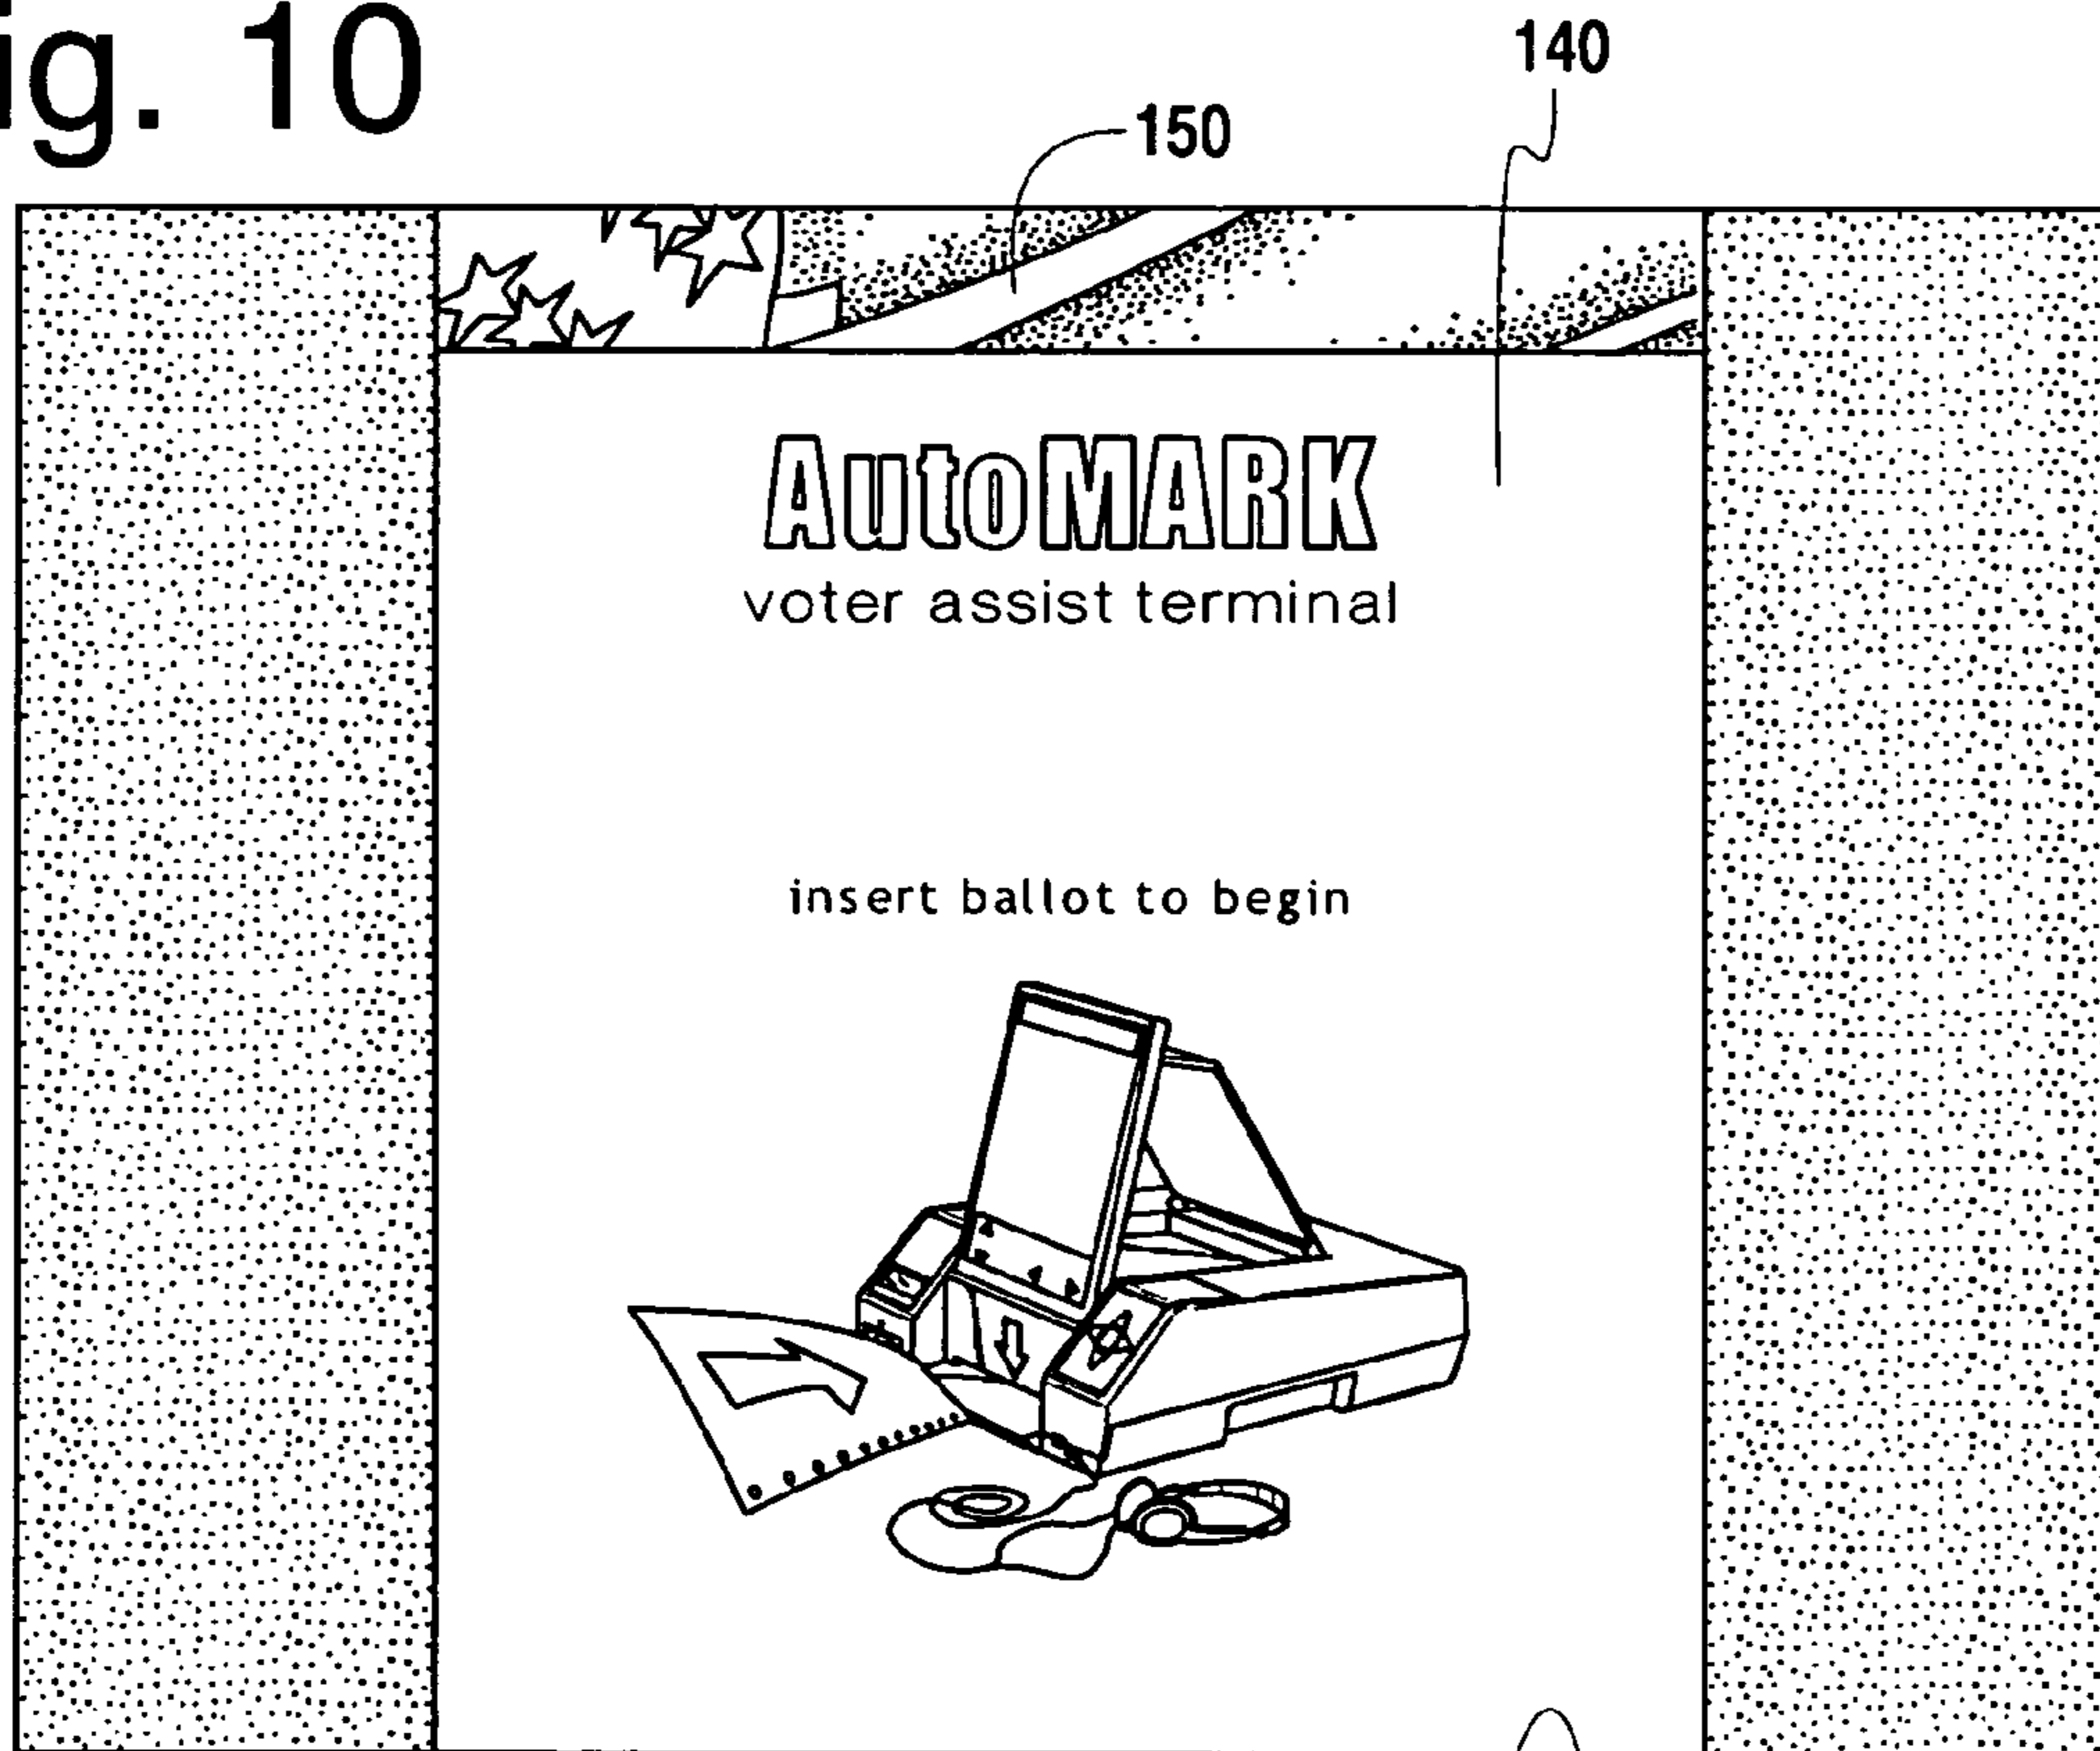 ig. 10
140
150
AutoMARK
voter assist terminal
insert ballot to begin